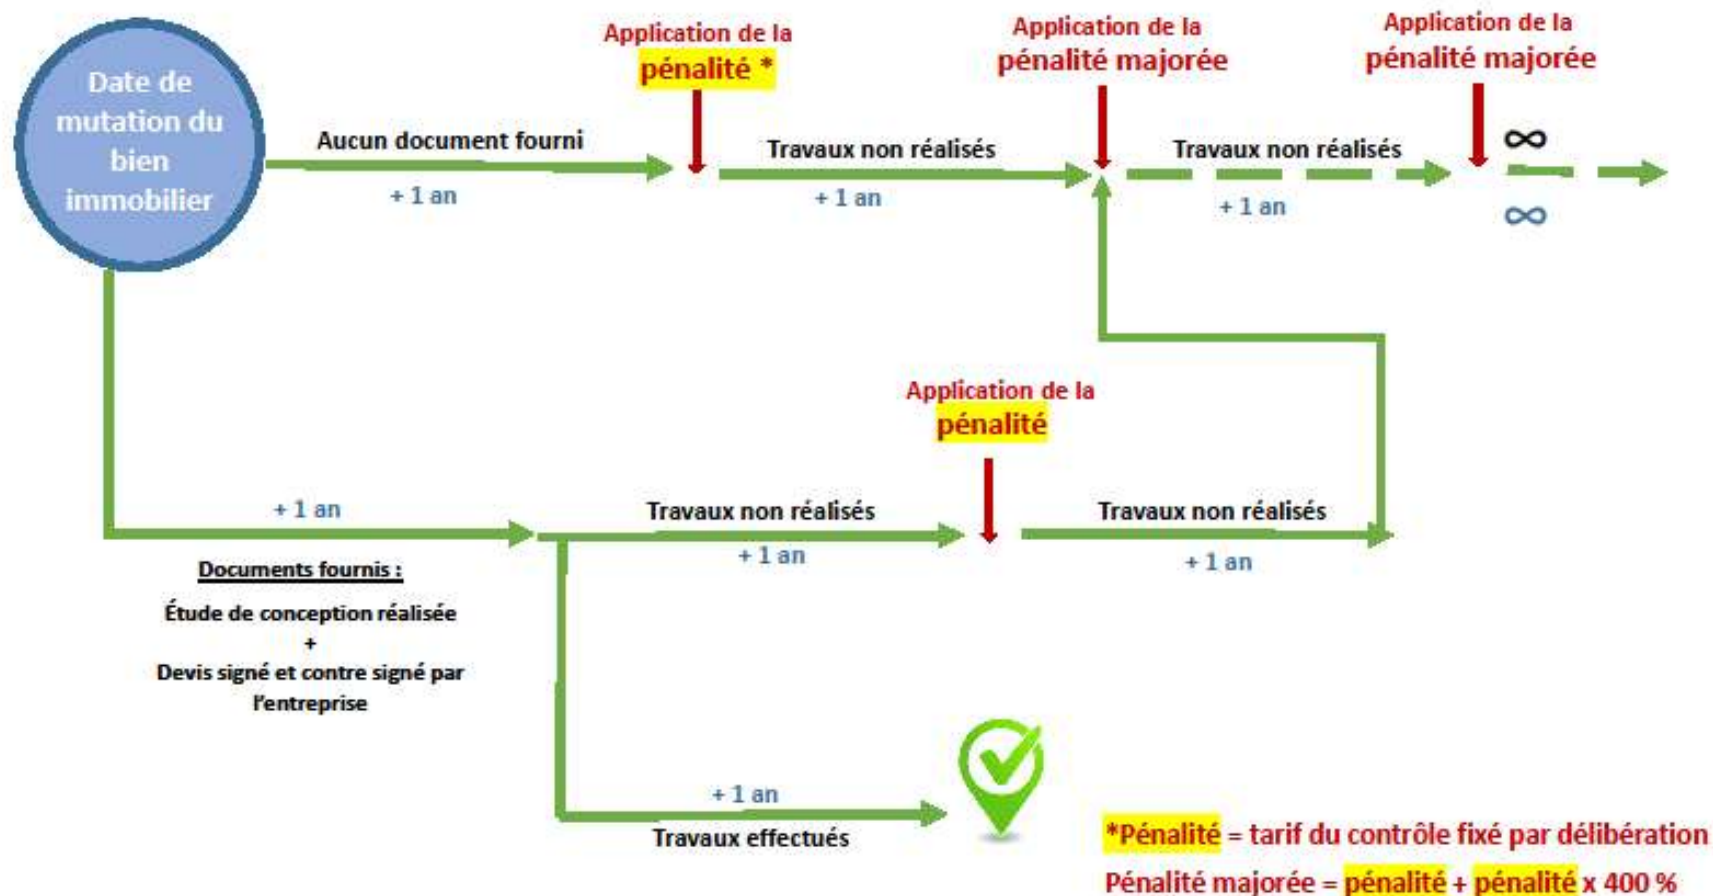 Date de
mutation du
bien
immobilier
Aucun document fourni
+ 1 an
Application de la
pénalité *
Travaux non réalisés
+ 1 an
Application de la
pénalité majorée
Travaux non réalisés
+ 1 an
Application de la
pénalité majorée
∞
∞
+ 1 an
Documents fournis :
Étude de conception réalisée
+
Devis signé et contre signé par
l'entreprise
Travaux non réalisés
+ 1 an
Application de la
pénalité
Travaux non réalisés
+ 1 an
+ 1 an
Travaux effectués
*Pénalité = tarif du contrôle fixé par délibération
Pénalité majorée = pénalité + pénalité x 400 %